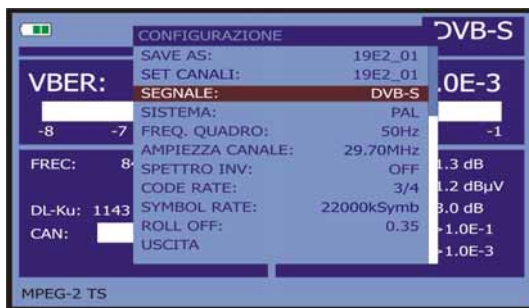 DVB-S
CONFIGURAZIONE
SAVE AS: 19E2_01
SET CANALI: 19E2_01
SEGNALE: DVB-S
SISTEMA: PAL
FREQ. QUADRO: 50Hz
AMPIEZZA CANALE: 29.70MHz
SPETTRO INV: OFF
CODE RATE: 3/4
SYMBOL RATE: 22000kSymb
ROLL OFF: 0.35
USCITA
VBER: .0E-3
-8 -7 -1
FREC: 8 1.3 dB
1.2 dBµV
DL-Ku: 1143 3.0 dB
CAN: 1.0E-1
1.0E-3
MPEG-2 TS